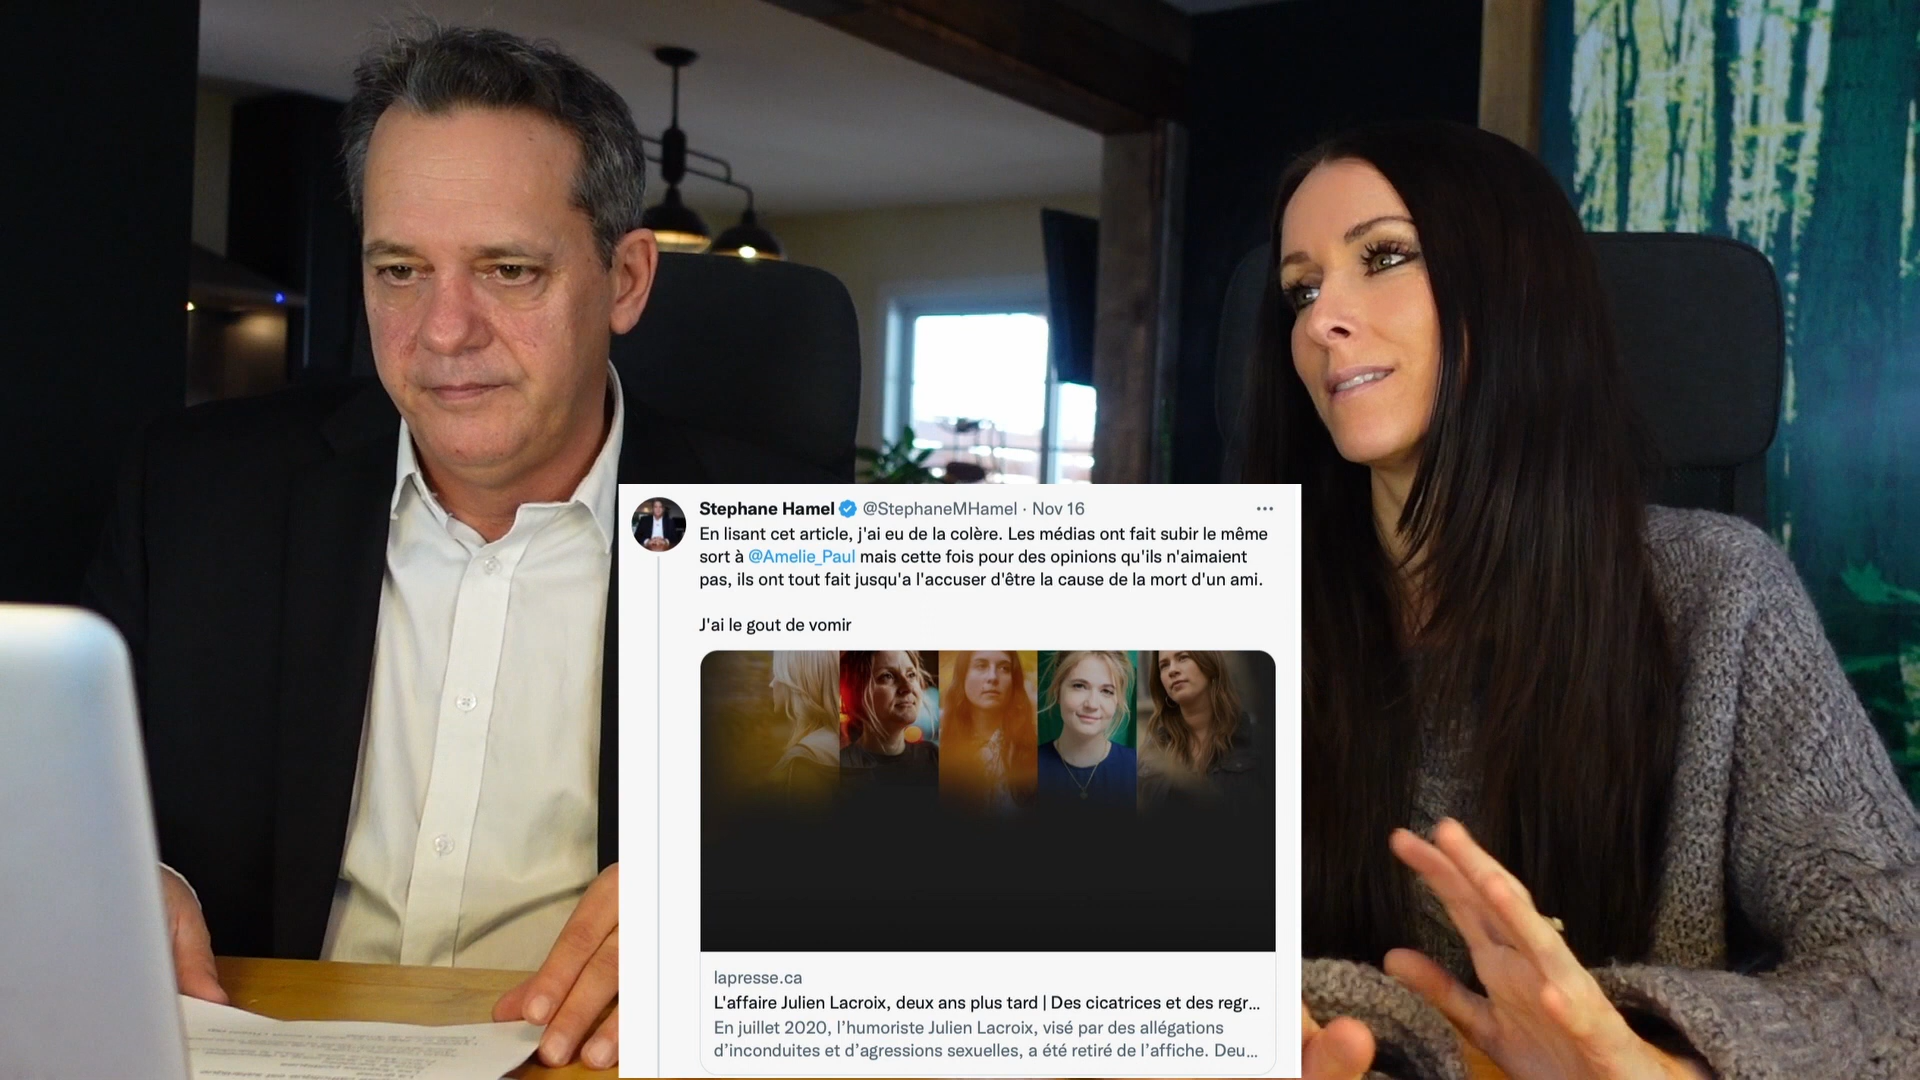 Stephane Hamel @StephaneMHamel · Nov 16
En lisant cet article, j'ai eu de la colère. Les médias ont fait subir le même
sort à @Amelie_Paul mais cette fois pour des opinions qu'ils n'aimaient
pas, ils ont tout fait jusqu'a l'accuser d'être la cause de la mort d'un ami.
J'ai le gout de vomir
lapresse.ca
L'affaire Julien Lacroix, deux ans plus tard | Des cicatrices et des regr...
En juillet 2020, l'humoriste Julien Lacroix, visé par des allégations
d'inconduites et d'agressions sexuelles, a été retiré de l'affiche. Deu...